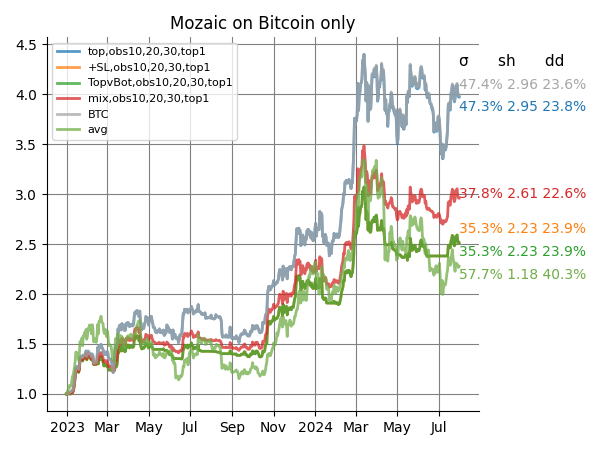 Mozaic on Bitcoin only
4.5
top,obs10,20,30,top1
+SL,obs10,20,30,top1
TopvBot,obs10,20,30,top1
mix,obs10,20,30,top1
BTC
avg
σ sh dd
47.4% 2.96 23.6%
4.0
47.3% 2.95 23.8%
3.5
3.0
37.8% 2.61 22.6%
35.3% 2.23 23.9%
2.5
35.3% 2.23 23.9%
57.7% 1.18 40.3%
2.0
1.5
1.0
2023 Mar May Jul Sep Nov 2024 Mar May Jul